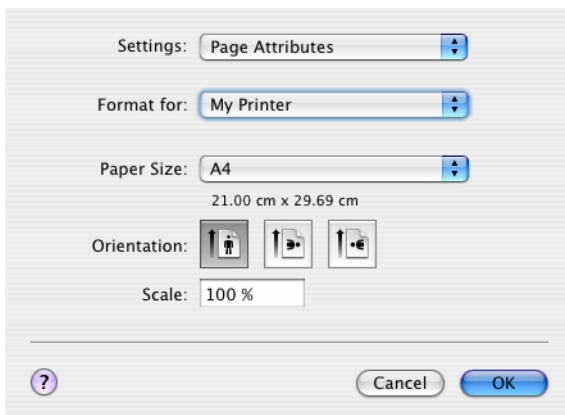 Settings: Page Attributes
Format for: My Printer
Paper Size: A4
21.00 cm x 29.69 cm
Orientation:
Scale: 100 %
? Cancel OK